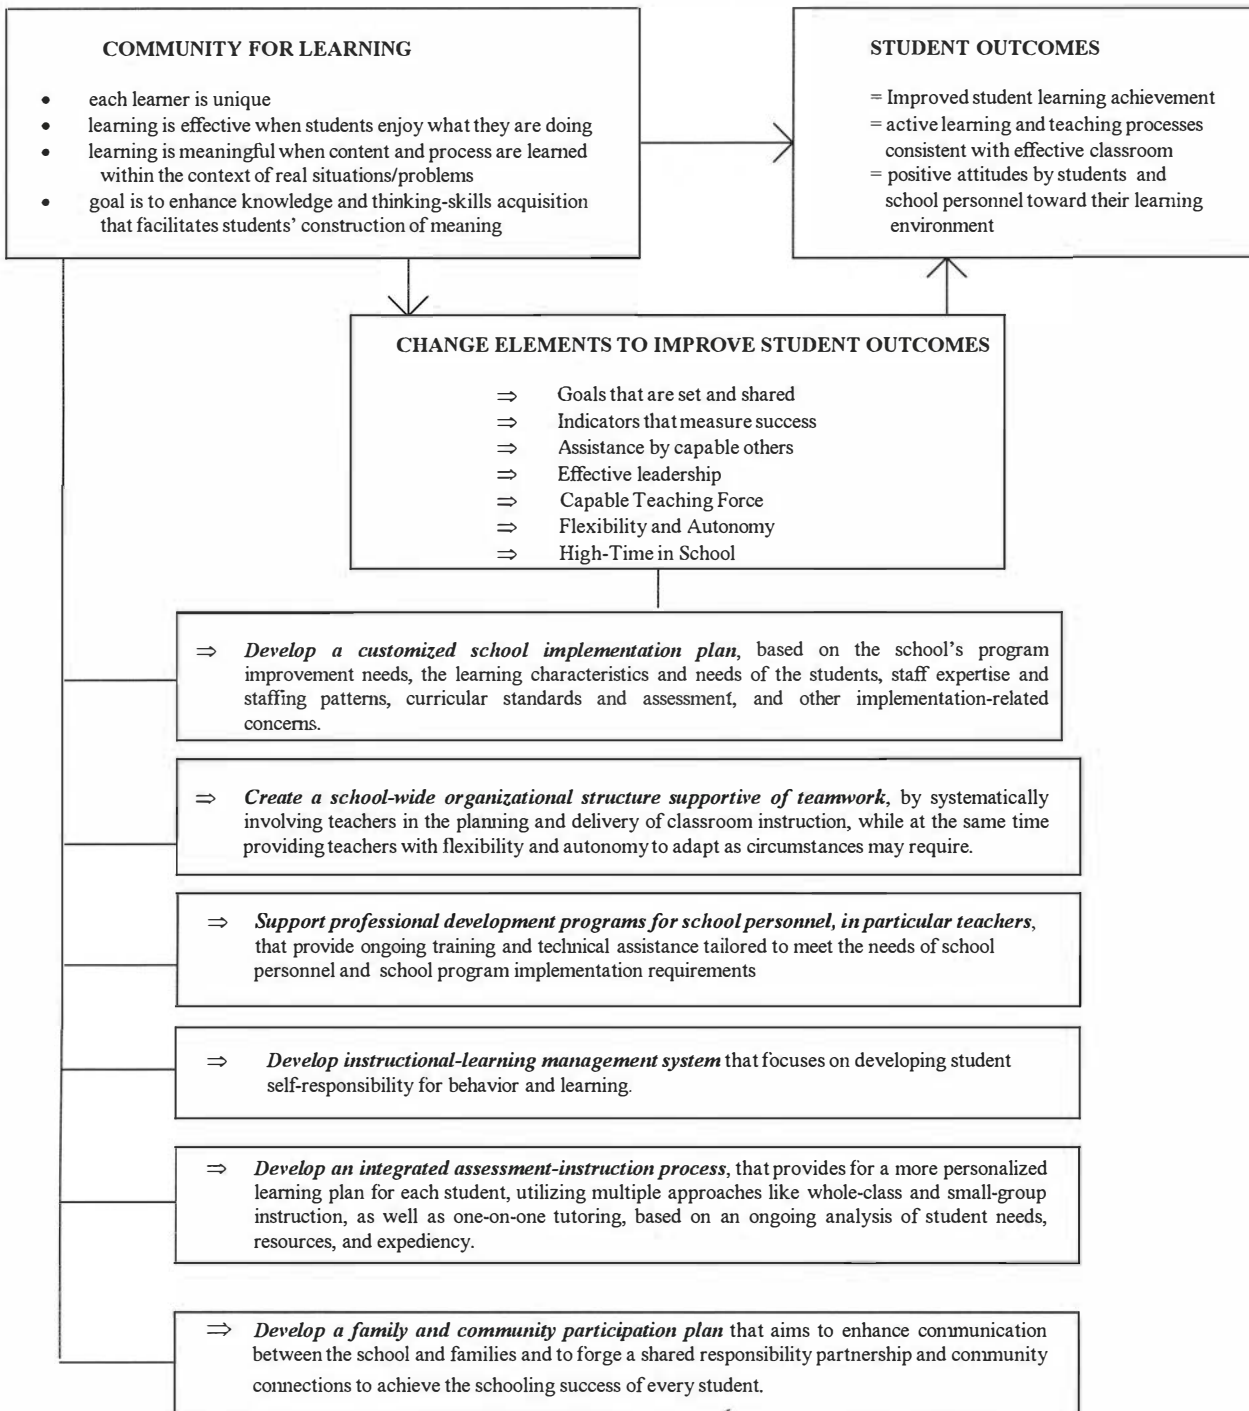 COMMUNITY FOR LEARNING
• each learner is unique
• learning is effective when students enjoy what they are doing
• learning is meaningful when content and process are learned
within the context of real situations/problems
• goal is to enhance knowledge and thinking-skills acquisition
that facilitates students' construction of meaning
STUDENT OUTCOMES
= Improved student learning achievement
= active learning and teaching processes
consistent with effective classroom
= positive attitudes by students and
school personnel toward their learning
environment
CHANGE ELEMENTS TO IMPROVE STUDENT OUTCOMES
⇒ Goals that are set and shared
⇒ Indicators that measure success
⇒ Assistance by capable others
⇒ Effective leadership
⇒ Capable Teaching Force
⇒ Flexibility and Autonomy
⇒ High-Time in School
⇒ Develop a customized school implementation plan, based on the school's program
improvement needs, the learning characteristics and needs of the students, staff expertise and
staffing patterns, curricular standards and assessment, and other implementation-related
concerns.
⇒ Create a school-wide organizational structure supportive of teamwork, by systematically
involving teachers in the planning and delivery of classroom instruction, while at the same time
providing teachers with flexibility and autonomy to adapt as circumstances may require.
⇒ Support professional development programs for school personnel, in particular teachers,
that provide ongoing training and technical assistance tailored to meet the needs of school
personnel and school program implementation requirements
⇒ Develop instructional-learning management system that focuses on developing student
self-responsibility for behavior and learning.
⇒ Develop an integrated assessment-instruction process, that provides for a more personalized
learning plan for each student, utilizing multiple approaches like whole-class and small-group
instruction, as well as one-on-one tutoring, based on an ongoing analysis of student needs,
resources, and expediency.
⇒ Develop a family and community participation plan that aims to enhance communication
between the school and families and to forge a shared responsibility partnership and community
connections to achieve the schooling success of every student.